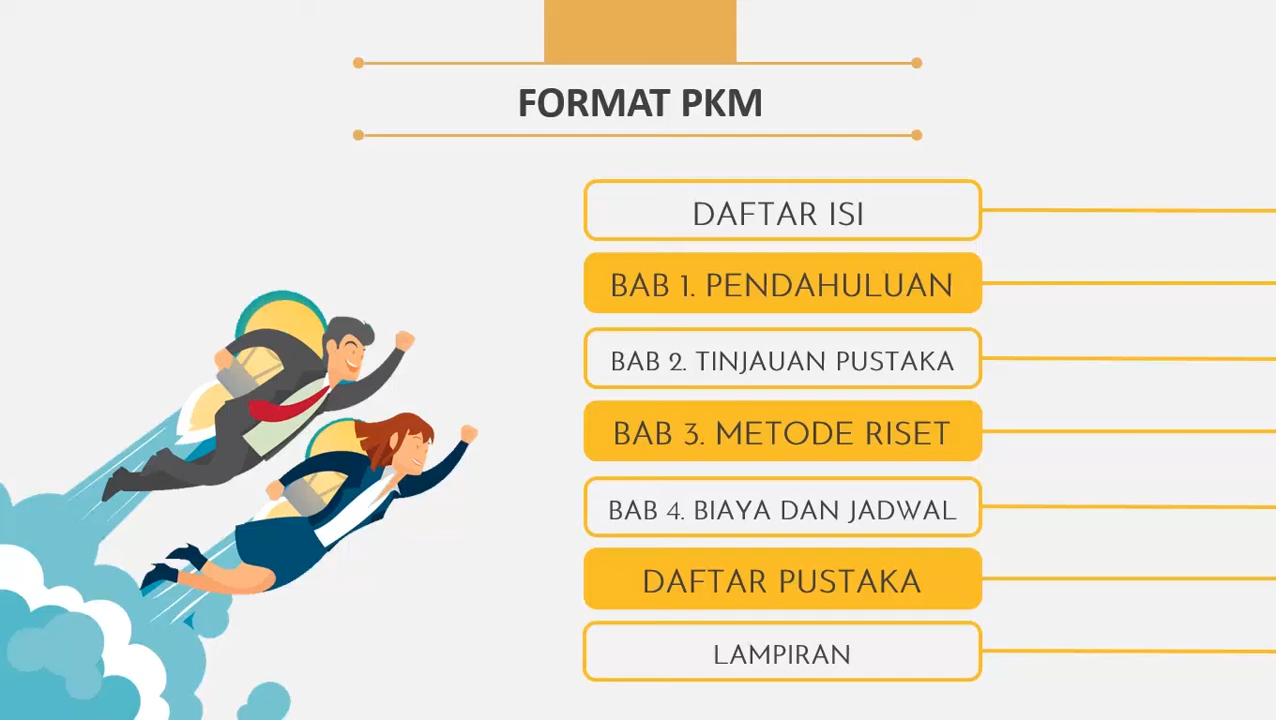 FORMAT PKM
DAFTAR ISI
BAB 1. PENDAHULUAN
BAB 2. TINJAUAN PUSTAKA
BAB 3. METODE RISET
BAB 4. BIAYA DAN JADWAL
DAFTAR PUSTAKA
LAMPIRAN